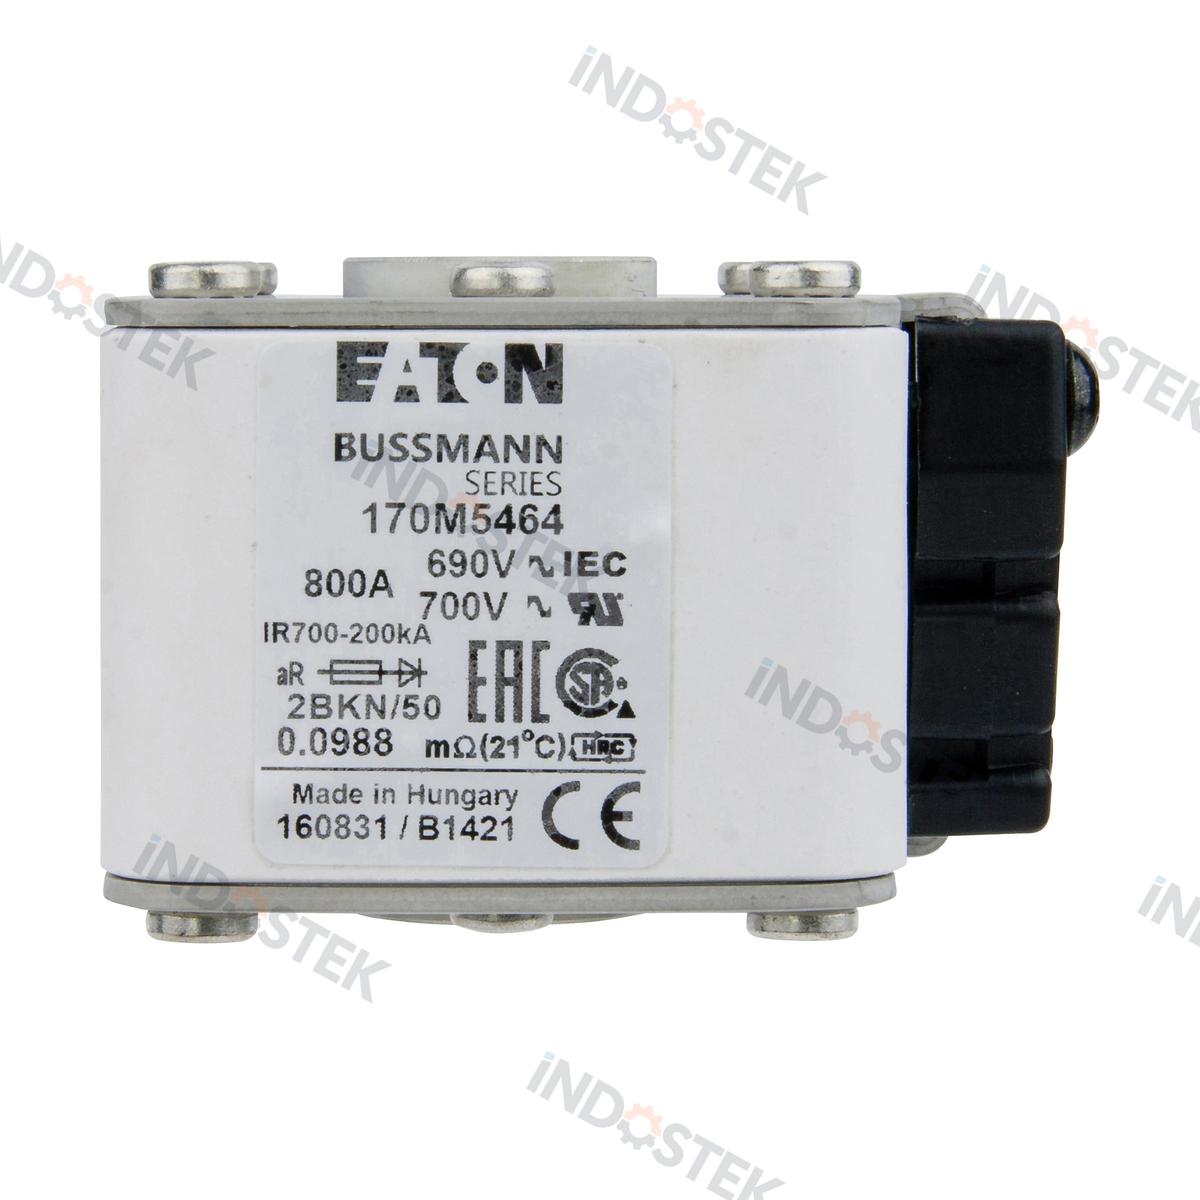 EATON
BUSSMANN
SERIES
170M5464
690V ~ IEC
800A
700V ~
IR700-200kA
aR
EAC
2BKN/50
0.0988 mΩ(21°C) HRC
Made in Hungary
160831 / B1421
CE
iNDOSTEK
iNDOSTEK
iNDOSTEK
iNDOSTEK
iNDOSTEK
iNDOSTEK
iNDOSTEK